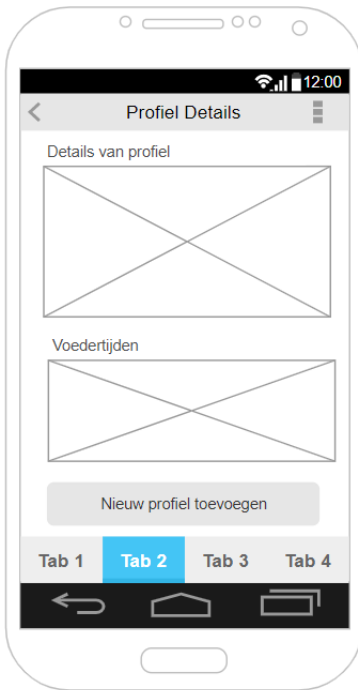 12:00
Profiel Details
Details van profiel
Voedertijden
Nieuw profiel toevoegen
Tab 1 Tab 2 Tab 3 Tab 4